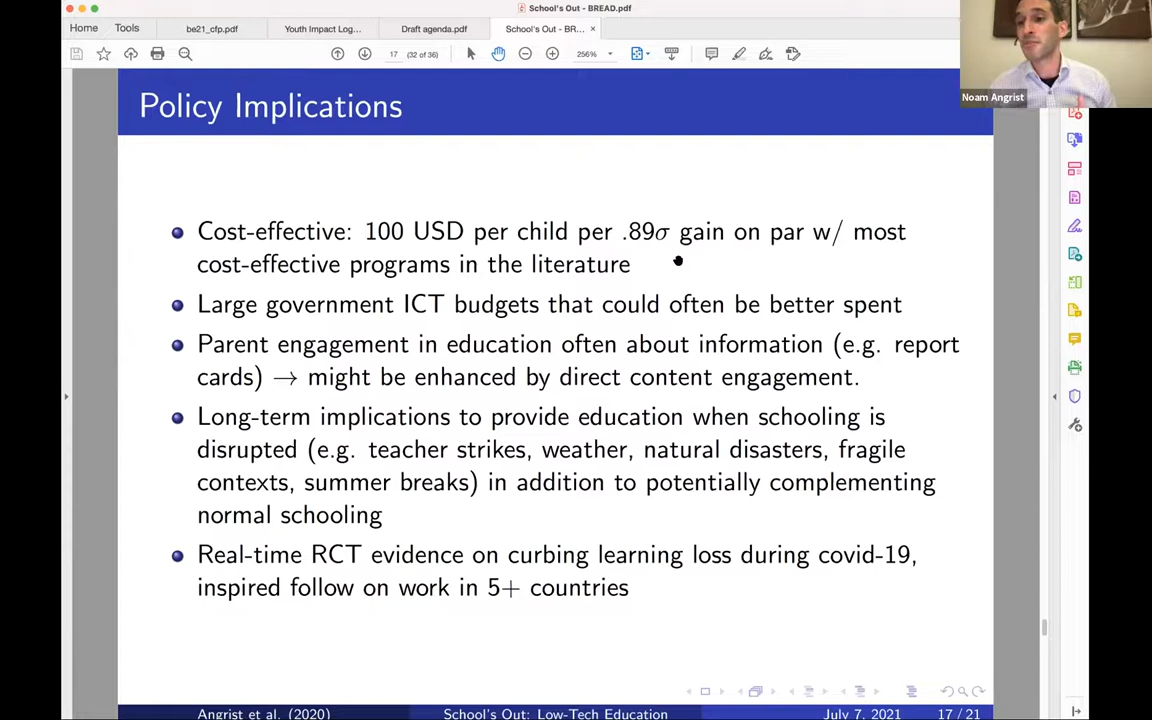 School's Out - BREAD.pdf
Home Tools be21_cfp.pdf Youth Impact Log... Draft agenda.pdf School's Out - BR... ×
17 (32 of 36) 256%
Noam Angrist
Policy Implications
Cost-effective: 100 USD per child per .89σ gain on par w/ most
cost-effective programs in the literature
Large government ICT budgets that could often be better spent
Parent engagement in education often about information (e.g. report
cards) → might be enhanced by direct content engagement.
Long-term implications to provide education when schooling is
disrupted (e.g. teacher strikes, weather, natural disasters, fragile
contexts, summer breaks) in addition to potentially complementing
normal schooling
Real-time RCT evidence on curbing learning loss during covid-19,
inspired follow on work in 5+ countries
Angrist et al. (2020) School's Out: Low-Tech Education July 7, 2021 17 / 21